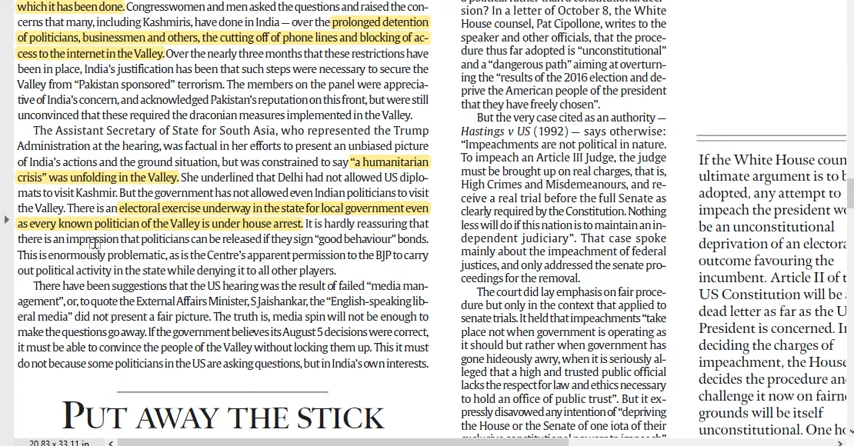 which it has been done. Congresswomen and men asked the questions and raised the con-
cerns that many, including Kashmiris, have done in India — over the prolonged detention
of politicians, businessmen and others, the cutting off of phone lines and blocking of ac-
cess to the internet in the Valley. Over the nearly three months that these restrictions have
been in place, India's justification has been that such steps were necessary to secure the
Valley from "Pakistan sponsored" terrorism. The members on the panel were apprecia-
tive of India's concern, and acknowledged Pakistan's reputation on this front, but were still
unconvinced that these required the draconian measures implemented in the Valley.
The Assistant Secretary of State for South Asia, who represented the Trump
Administration at the hearing, was factual in her efforts to present an unbiased picture
of India's actions and the ground situation, but was constrained to say "a humanitarian
crisis" was unfolding in the Valley. She underlined that Delhi had not allowed US diplo-
mats to visit Kashmir. But the government has not allowed even Indian politicians to visit
the Valley. There is an electoral exercise underway in the state for local government even
as every known politician of the Valley is under house arrest. It is hardly reassuring that
there is an impression that politicians can be released if they sign "good behaviour" bonds.
This is enormously problematic, as is the Centre's apparent permission to the BJP to carry
out political activity in the state while denying it to all other players.
There have been suggestions that the US hearing was the result of failed "media man-
agement", or, to quote the External Affairs Minister, S Jaishankar, the "English-speaking lib-
eral media" did not present a fair picture. The truth is, media spin will not be enough to
make the questions go away. If the government believes its August 5 decisions were correct,
it must be able to convince the people of the Valley without locking them up. This it must
do not because some politicians in the US are asking questions, but in India's own interests.
PUT AWAY THE STICK
sion? In a letter of October 8, the White
House counsel, Pat Cipollone, writes to the
speaker and other officials, that the proce-
dure thus far adopted is "unconstitutional"
and a "dangerous path" aiming at overturn-
ing the "results of the 2016 election and de-
prive the American people of the president
that they have freely chosen".
But the very case cited as an authority —
Hastings v US (1992) — says otherwise:
"Impeachments are not political in nature.
To impeach an Article III Judge, the judge
must be brought up on real charges, that is,
High Crimes and Misdemeanours, and re-
ceive a real trial before the full Senate as
clearly required by the Constitution. Nothing
less will do if this nation is to maintain an in-
dependent judiciary". That case spoke
mainly about the impeachment of federal
justices, and only addressed the senate pro-
ceedings for the removal.
The court did lay emphasis on fair proce-
dure but only in the context that applied to
senate trials. It held that impeachments "take
place not when government is operating as
it should but rather when government has
gone hideously awry, when it is seriously al-
leged that a high and trusted public official
lacks the respect for law and ethics necessary
to hold an office of public trust". But it ex-
pressly disavowed any intention of "depriving
the House or the Senate of one iota of their
If the White House coun
ultimate argument is to b
adopted, any attempt to
impeach the president wo
be an unconstitutional
deprivation of an electora
outcome favouring the
incumbent. Article II of t
US Constitution will be a
dead letter as far as the U
President is concerned. In
deciding the charges of
impeachment, the House
decides the procedure an
challenge it now on fairn
grounds will be itself
unconstitutional. One ho
20.83 x 33.11 in